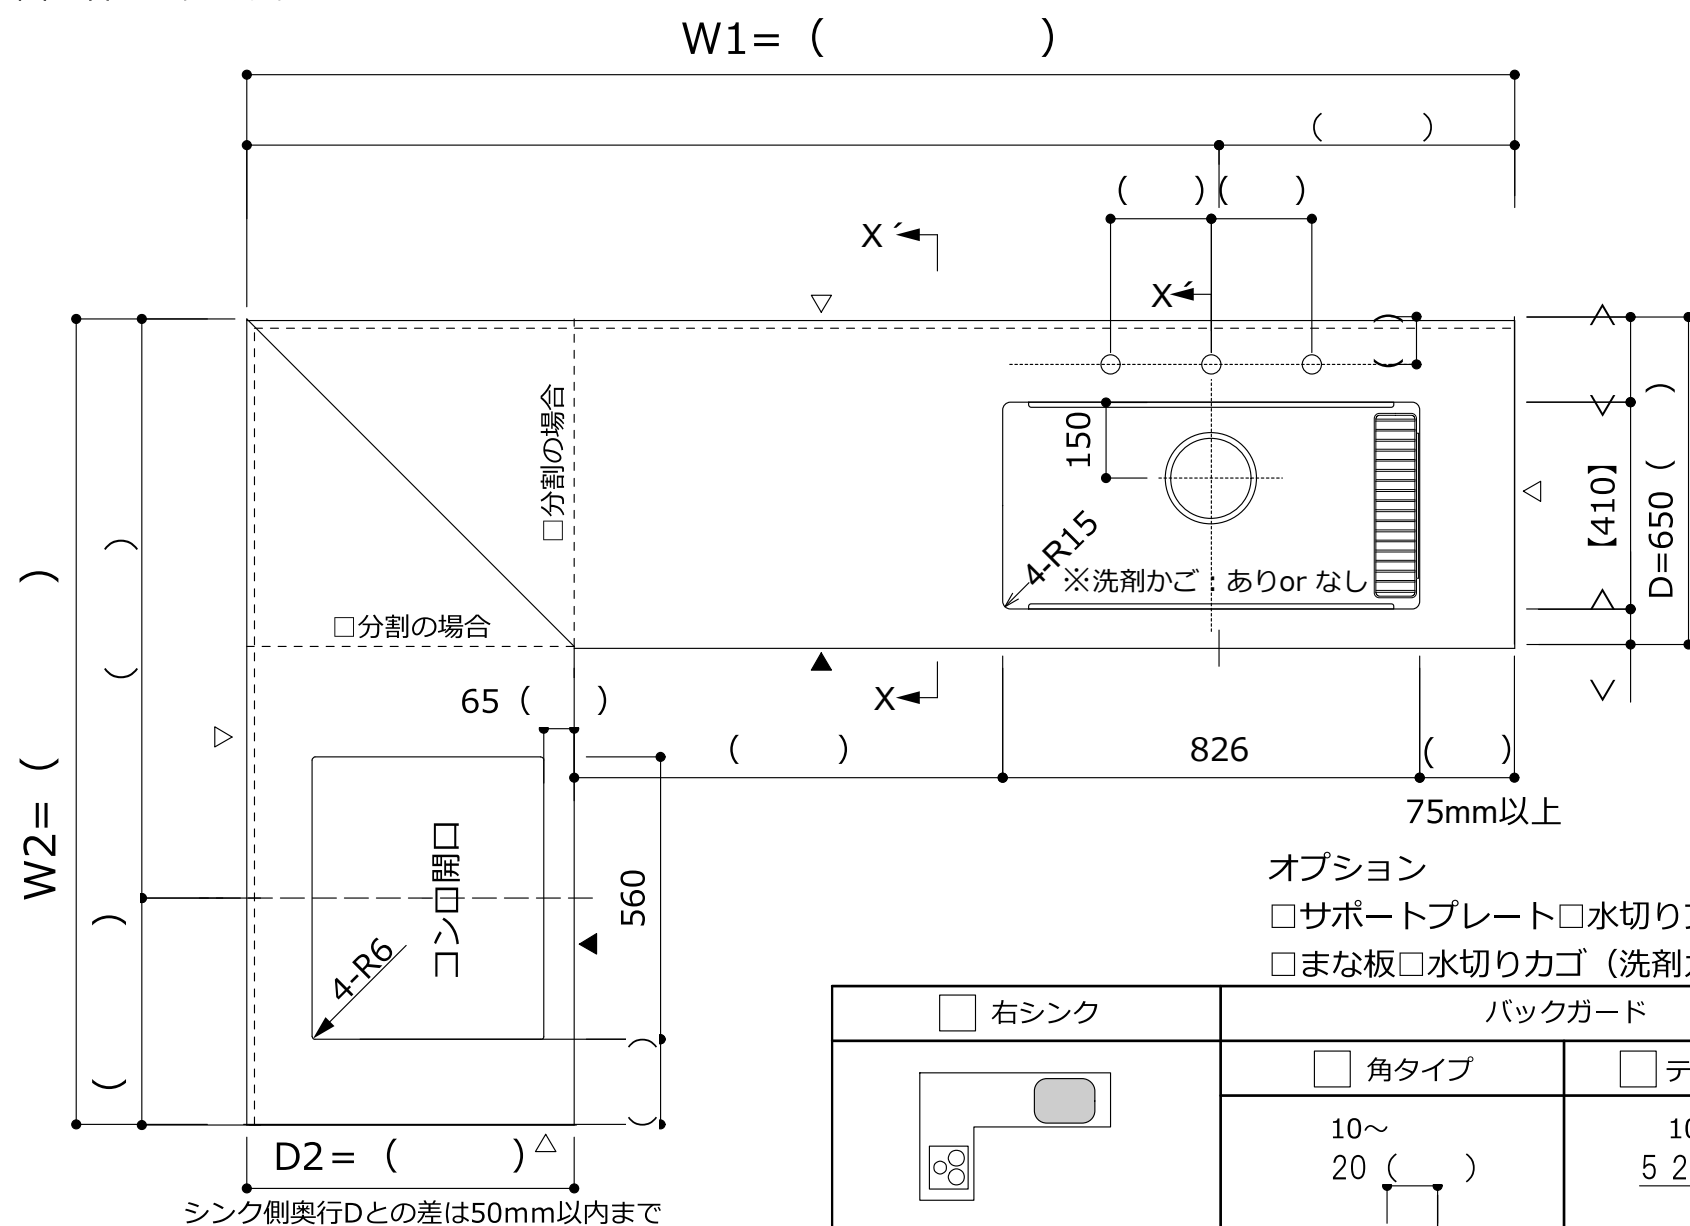 W1=（　　　）
（　　）
（　）（　）
X´
X´
□分割の場合
150
4-R15
※洗剤かご：ありor なし
（　）
【410】
D=650（　）
□分割の場合
X
65（　）
（　　）
826
（　）
75mm以上
W2=（　　　）
（　　）
（　　）
コンロ開口
560
4-R6
（　）
D2=（　　　）
シンク側奥行Dとの差は50mm以内まで
オプション
□サポートプレート□水切り
□まな板□水切りカゴ（洗剤
□ 右シンク
バックガード
□ 角タイプ
□ テ
10～
20（　）
10
5 2